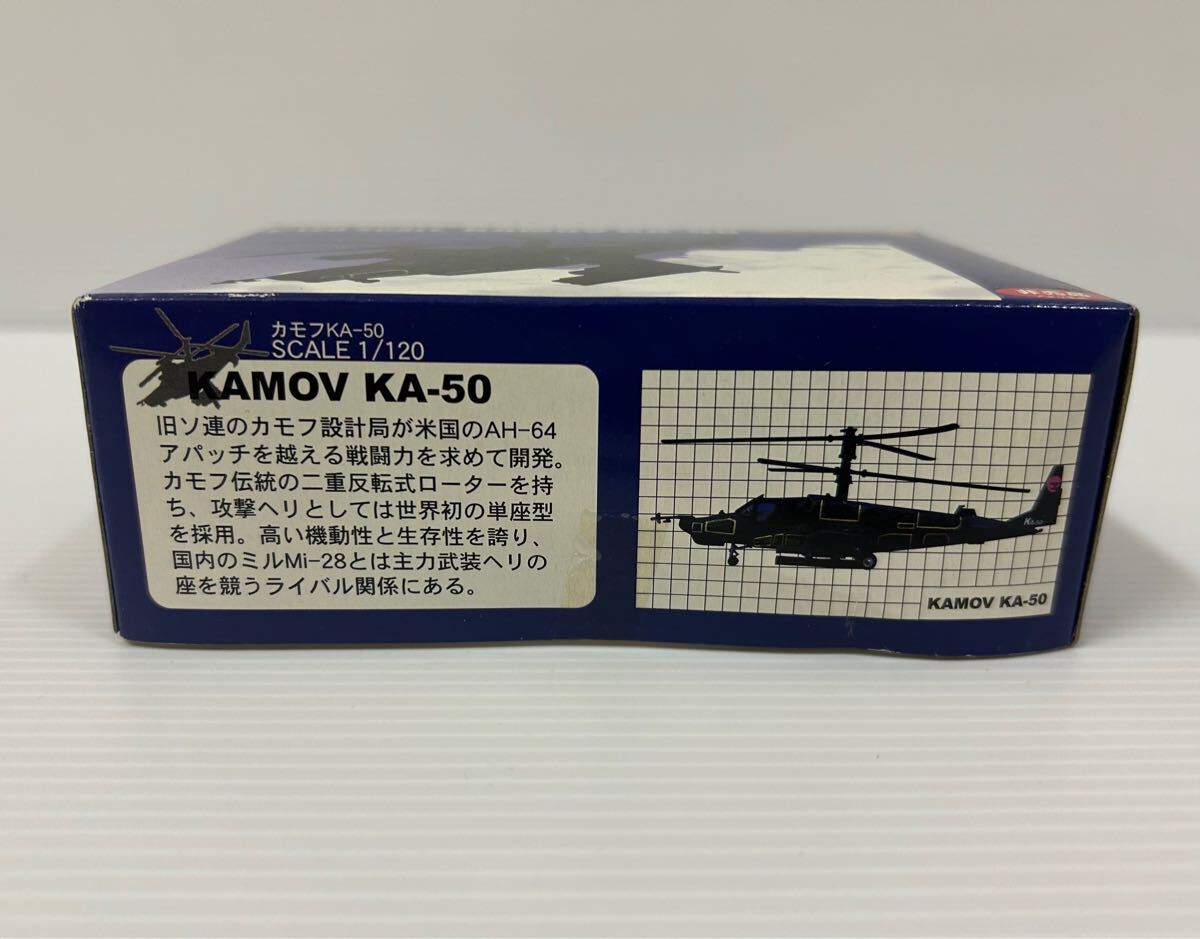 カモフKA-50
SCALE 1/120
KAMOV KA-50
旧ソ連のカモフ設計局が米国のAH-64
アパッチを越える戦闘力を求めて開発。
カモフ伝統の二重反転式ローターを持
ち、攻撃ヘリとしては世界初の単座型
を採用。高い機動性と生存性を誇り、
国内のミルMi-28とは主力武装ヘリの
座を競うライバル関係にある。
KAMOV KA-50